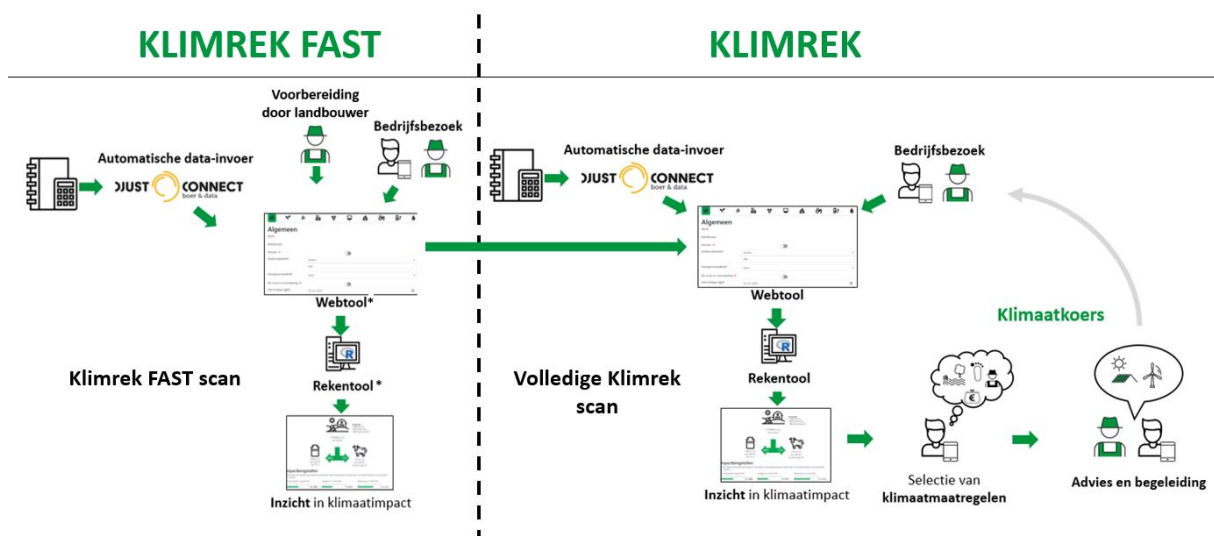 KLIMREK FAST
KLIMREK
Voorbereiding
door landbouwer
Bedrijfsbezoek
Automatische data-invoer
DJUST CONNECT
boer & data
Algemeen
Webtool*
Rekentool *
Klimrek FAST scan
Inzicht in klimaatimpact
Automatische data-invoer
DJUST CONNECT
boer & data
Bedrijfsbezoek
Algemeen
Webtool
Klimaatkoers
R
Rekentool
Volledige Klimrek
scan
Inzicht in klimaatimpact
€
Selectie van
klimaatmaatregelen
Advies en begeleiding